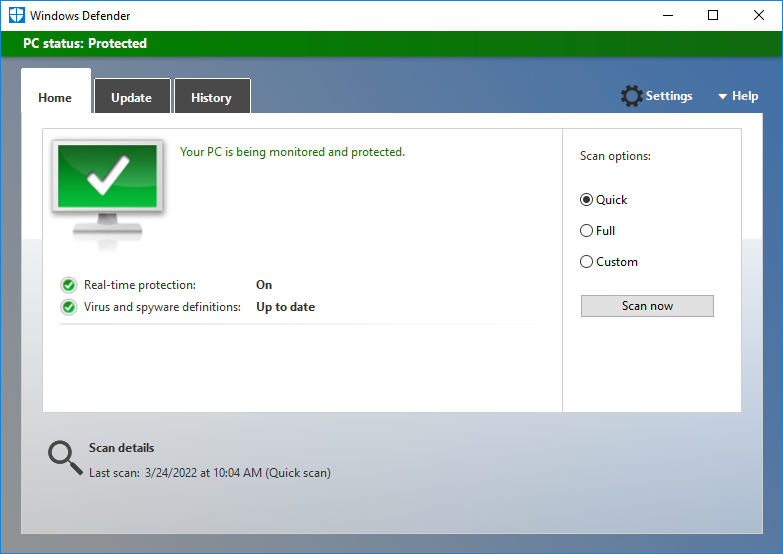 Windows Defender
PC status: Protected
Home
Update
History
Settings
Help
Your PC is being monitored and protected.
Real-time protection: On
Virus and spyware definitions: Up to date
Scan options:
Quick
Full
Custom
Scan now
Scan details
Last scan: 3/24/2022 at 10:04 AM (Quick scan)